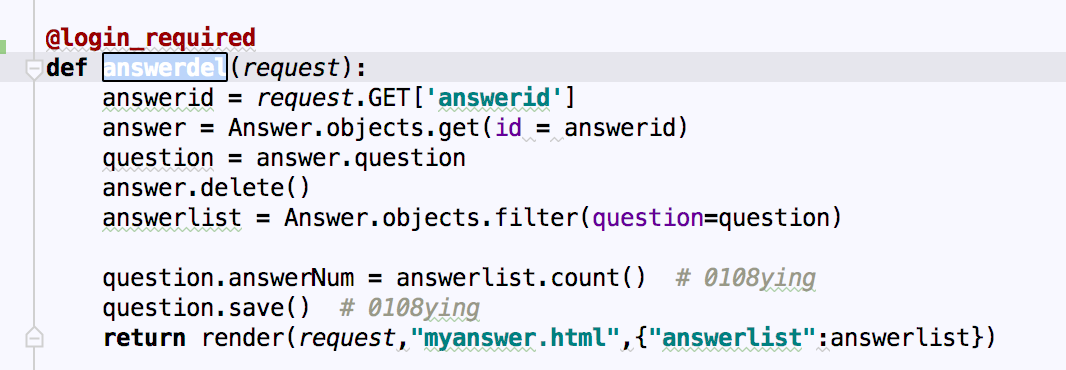 @login_required
def answerdel(request):
answerid = request.GET['answerid']
answer = Answer.objects.get(id = answerid)
question = answer.question
answer.delete()
answerlist = Answer.objects.filter(question=question)
question.answerNum = answerlist.count()  # 0108ying
question.save()  # 0108ying
return render(request,"myanswer.html",{"answerlist":answerlist})